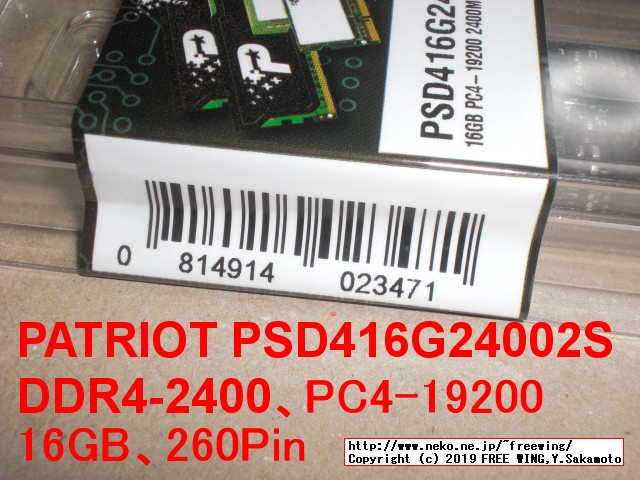 PSD416G24
16GB PC4-19200 2400M
P
0 814914 023471
PATRIOT PSD416G24002S
DDR4-2400、PC4-19200
16GB、260Pin
http://www.neko.ne.jp/~freewing/
Copyright (c) 2019 FREE WING,Y.Sakamoto